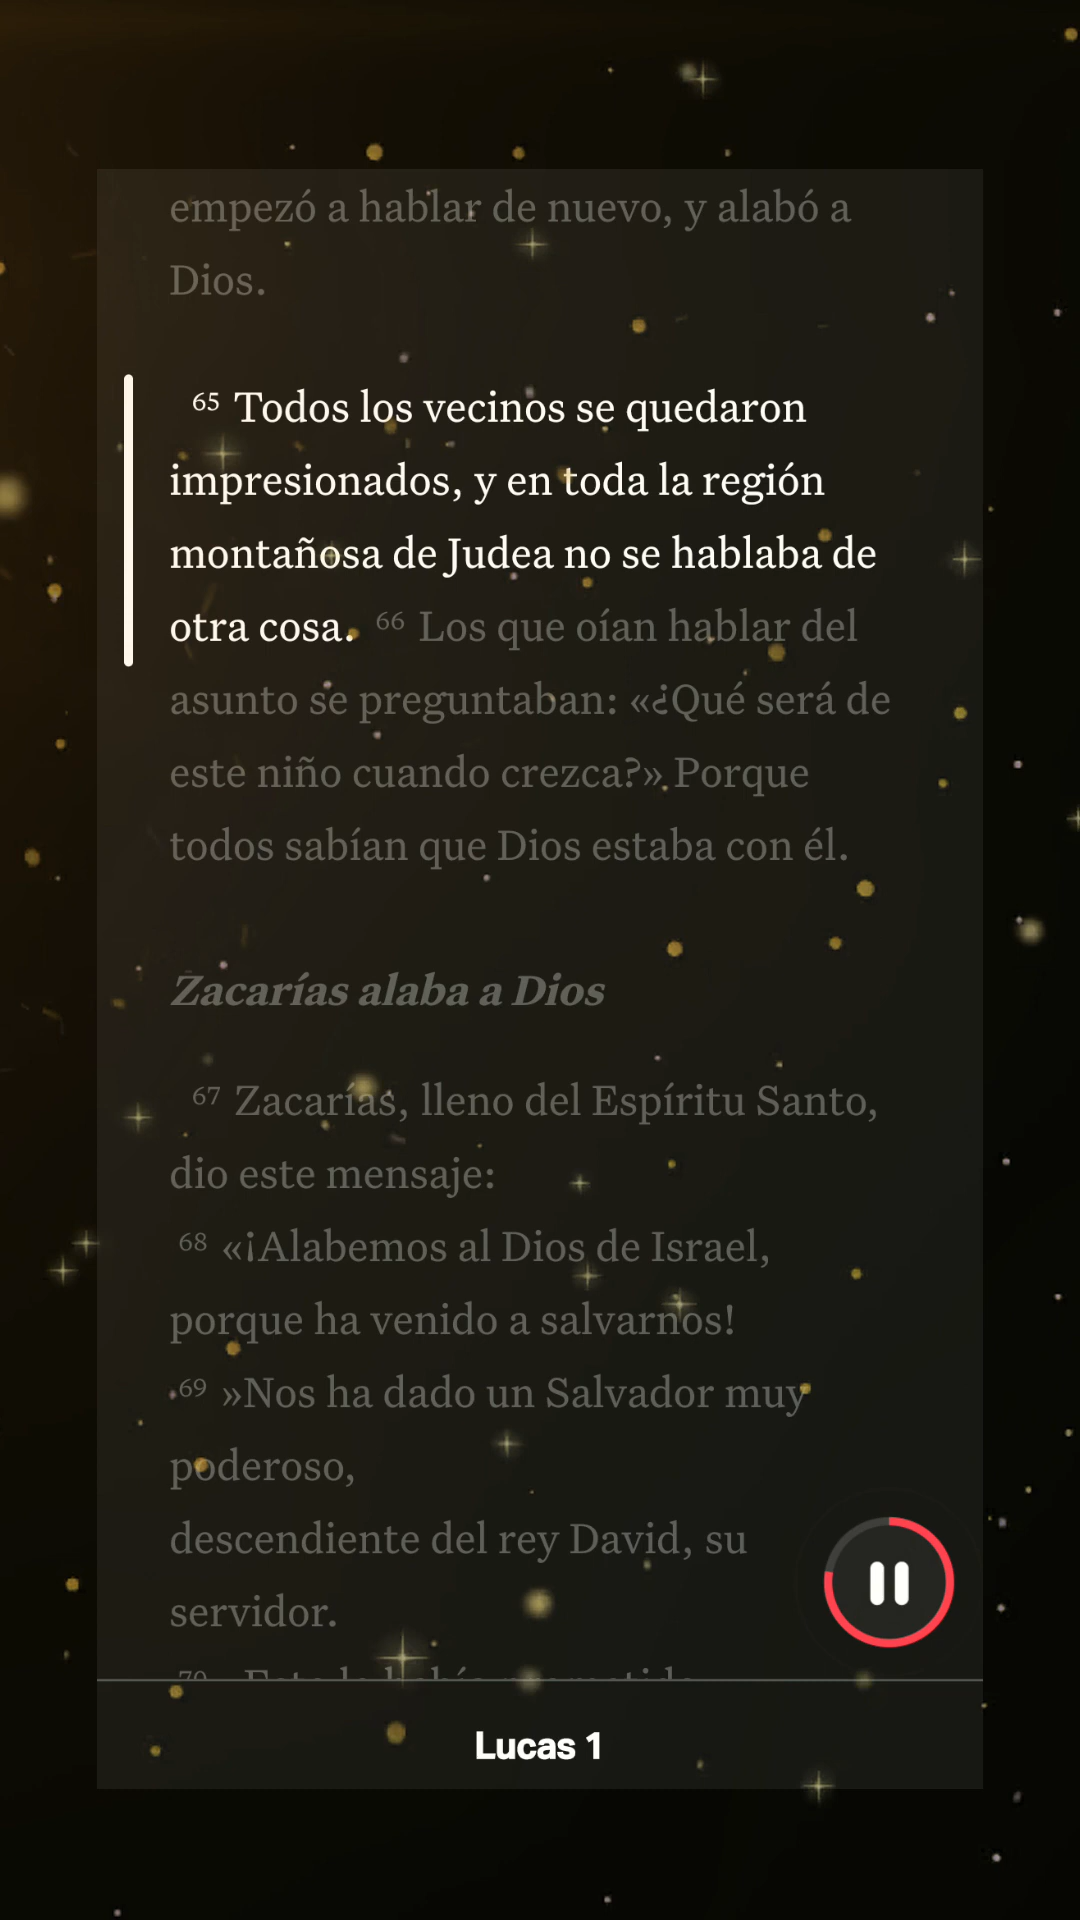 empezó a hablar de nuevo, y alabó a
Dios.
65 Todos los vecinos se quedaron
impresionados, y en toda la región
montañosa de Judea no se hablaba de
otra cosa. 66 Los que oían hablar del
asunto se preguntaban: «¿Qué será de
este niño cuando crezca?» Porque
todos sabían que Dios estaba con él.
Zacarías alaba a Dios
67 Zacarías, lleno del Espíritu Santo,
dio este mensaje:
68 «¡Alabemos al Dios de Israel,
porque ha venido a salvarnos!
69 »Nos ha dado un Salvador muy
poderoso,
descendiente del rey David, su
servidor.
70
Lucas 1